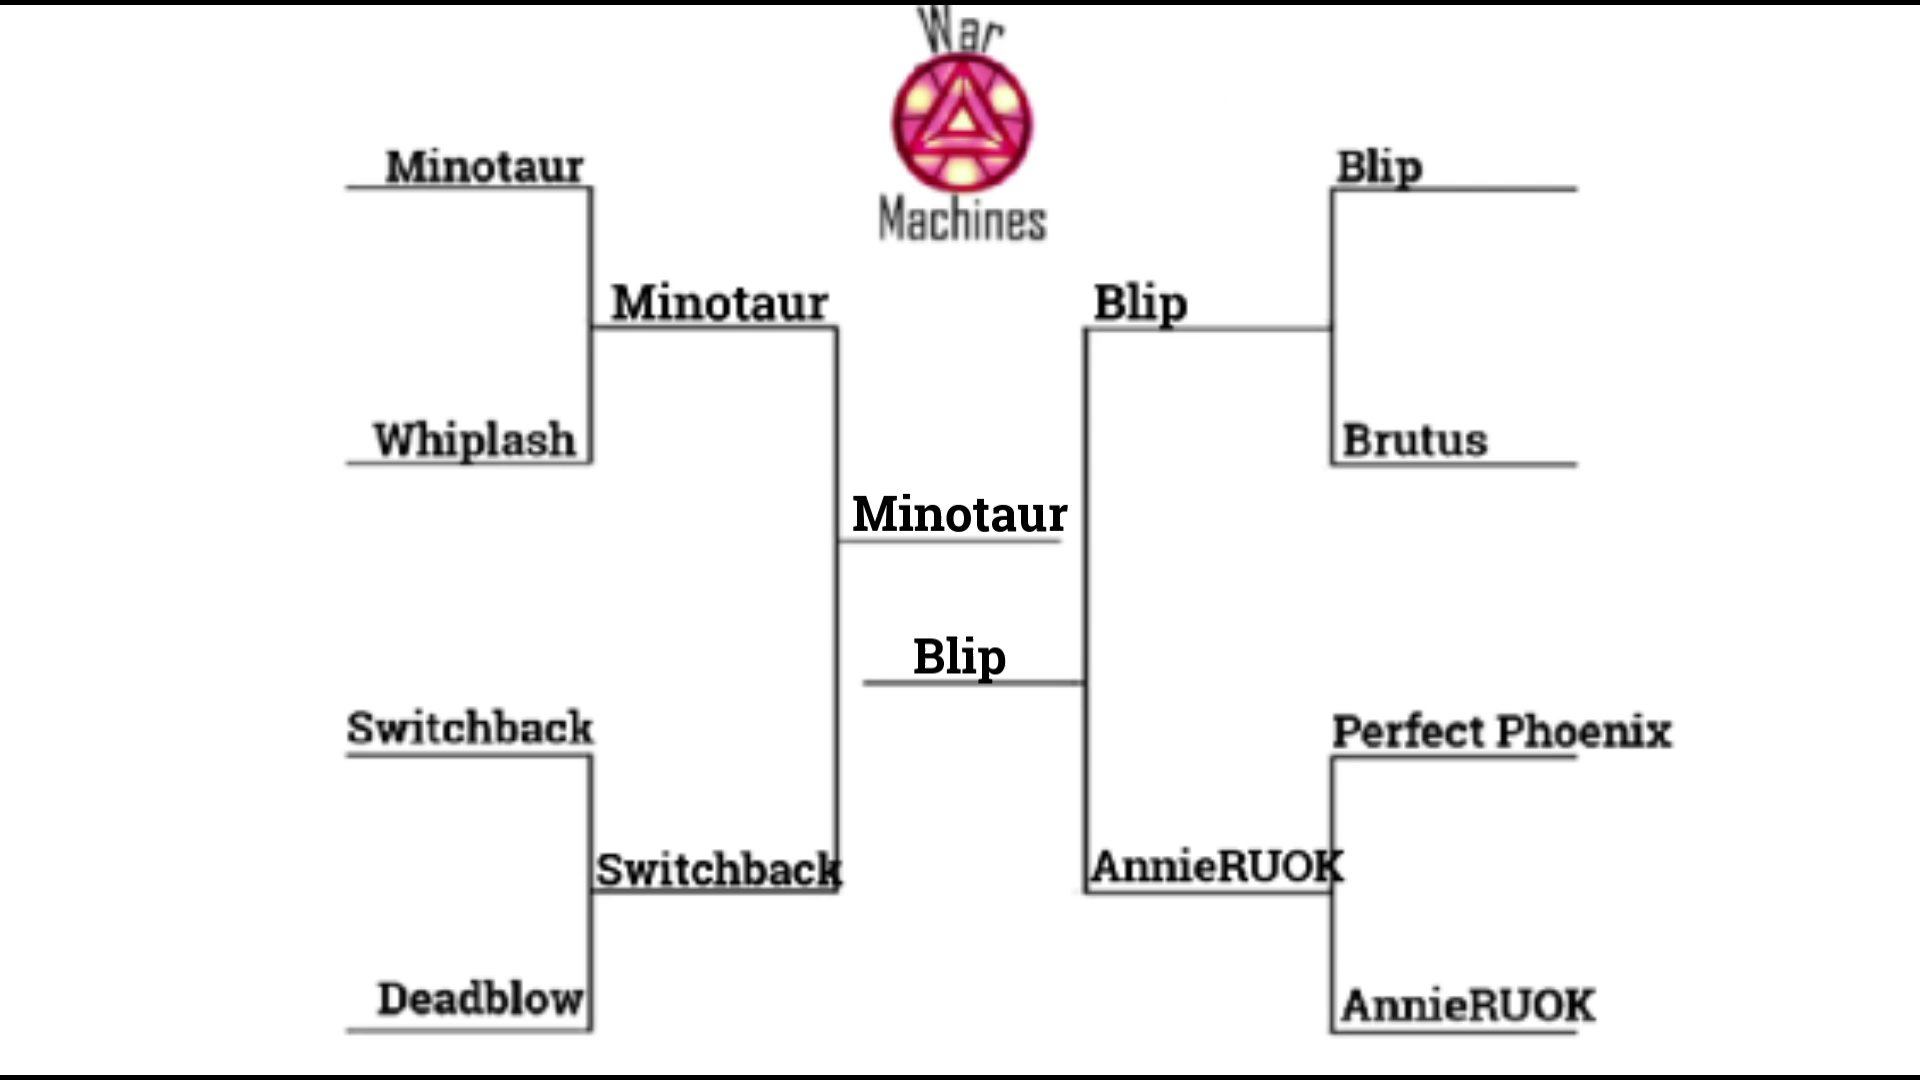 War
Machines
Minotaur
Blip
Minotaur
Blip
Whiplash
Brutus
Minotaur
Blip
Switchback
Perfect Phoenix
Switchback
AnnieRUOK
Deadblow
AnnieRUOK